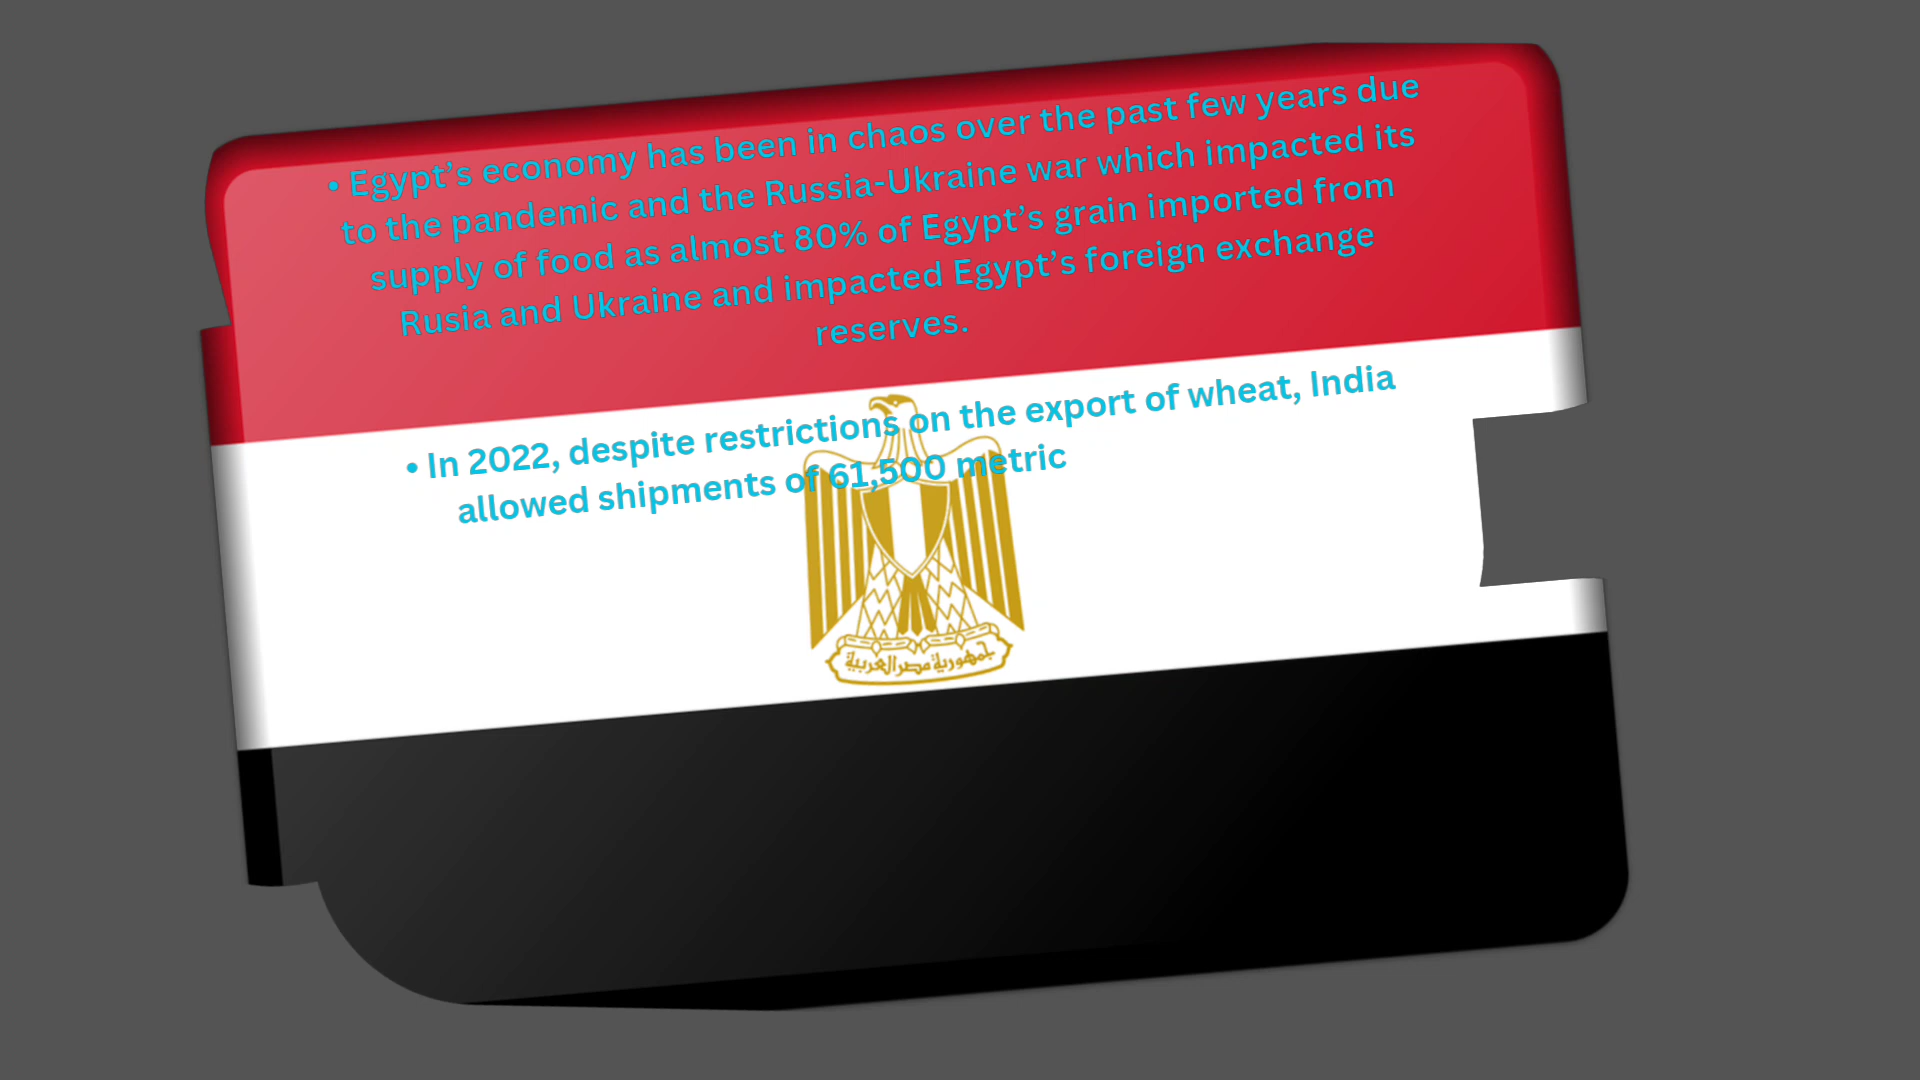 • Egypt’s economy has been in chaos over the past few years due
to the pandemic and the Russia-Ukraine war which impacted its
supply of food as almost 80% of Egypt’s grain imported from
Rusia and Ukraine and impacted Egypt’s foreign exchange
reserves.
• In 2022, despite restrictions on the export of wheat, India
allowed shipments of 61,500 metric
جمهورية مصر العربية